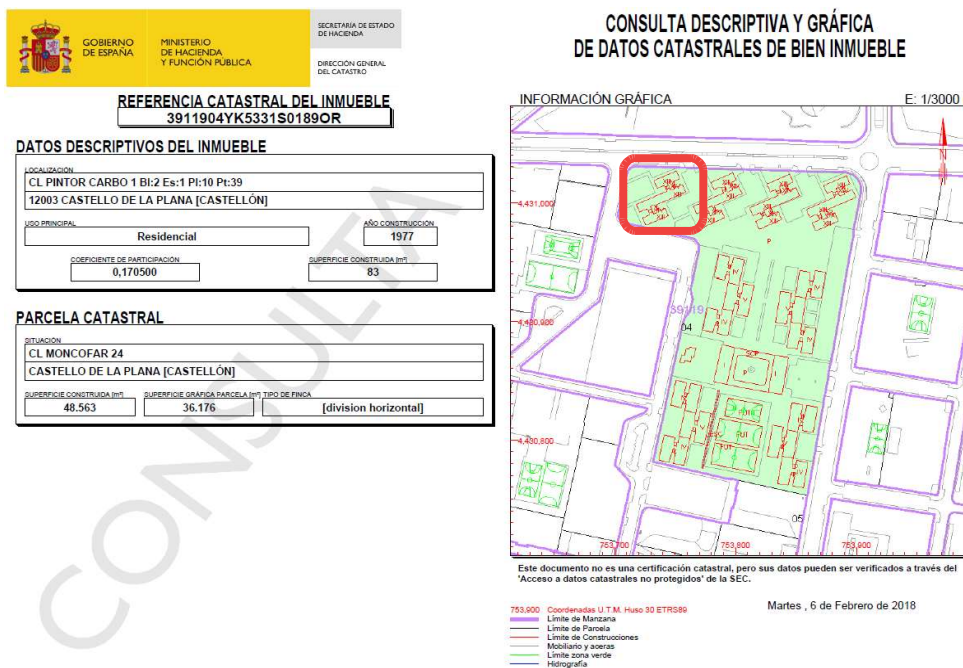 GOBIERNO
DE ESPAÑA
MINISTERIO
DE HACIENDA
Y FUNCIÓN PÚBLICA
SECRETARÍA DE ESTADO
DE HACIENDA
DIRECCIÓN GENERAL
DEL CATASTRO
CONSULTA DESCRIPTIVA Y GRÁFICA
DE DATOS CATASTRALES DE BIEN INMUEBLE
REFERENCIA CATASTRAL DEL INMUEBLE
3911904YK5331S0189OR
DATOS DESCRIPTIVOS DEL INMUEBLE
LOCALIZACIÓN
CL PINTOR CARBO 1 Bl:2 Es:1 Pl:10 Pt:39
12003 CASTELLO DE LA PLANA [CASTELLÓN]
USO PRINCIPAL
AÑO CONSTRUCCIÓN
Residencial
1977
COEFICIENTE DE PARTICIPACIÓN
SUPERFICIE CONSTRUIDA [m²]
0,170500
83
PARCELA CATASTRAL
SITUACIÓN
CL MONCOFAR 24
CASTELLO DE LA PLANA [CASTELLÓN]
SUPERFICIE CONSTRUIDA [m²]
SUPERFICIE GRÁFICA PARCELA [m²]
TIPO DE FINCA
48.563
36.176
[division horizontal]
CONSULTA
INFORMACIÓN GRÁFICA
E: 1/3000
N
4,431,000
P
39119
4,430,900
04
SOP
P
4,430,800
05
753,700
753,800
753,900
Este documento no es una certificación catastral, pero sus datos pueden ser verificados a través del
'Acceso a datos catastrales no protegidos' de la SEC.
Martes , 6 de Febrero de 2018
753,900 Coordenadas U.T.M. Huso 30 ETRS89
Límite de Manzana
Límite de Parcela
Límite de Construcciones
Mobiliario y aceras
Límite zona verde
Hidrografía